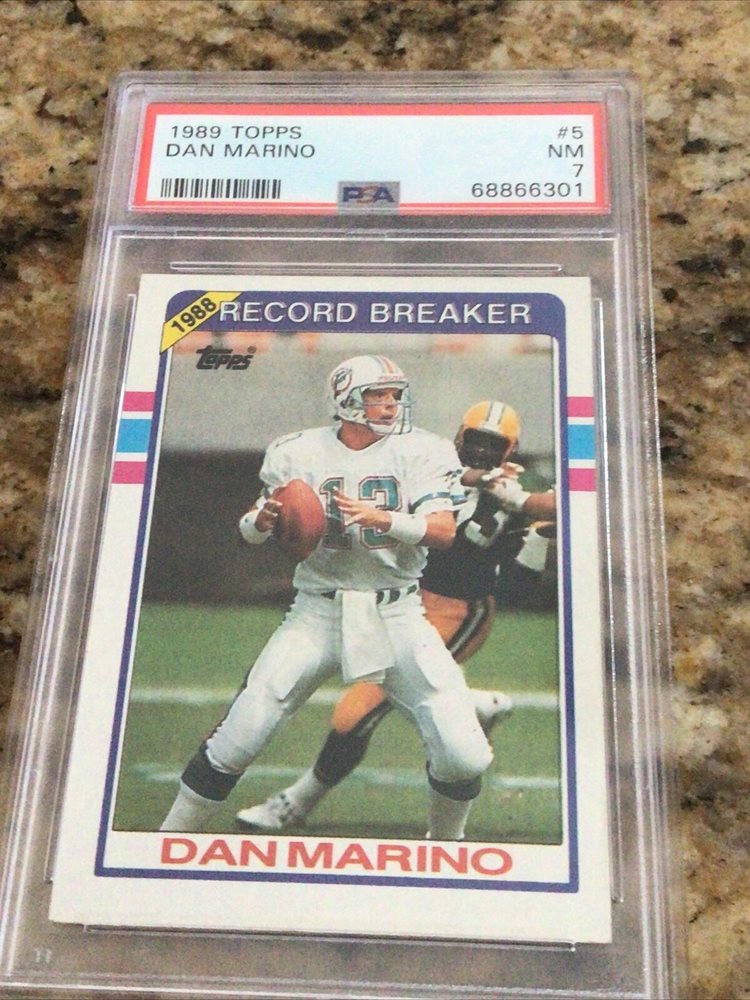 1989 TOPPS #5
DAN MARINO NM
7
PSA 68866301
1988 RECORD BREAKER
TOPPS®
13
DAN MARINO